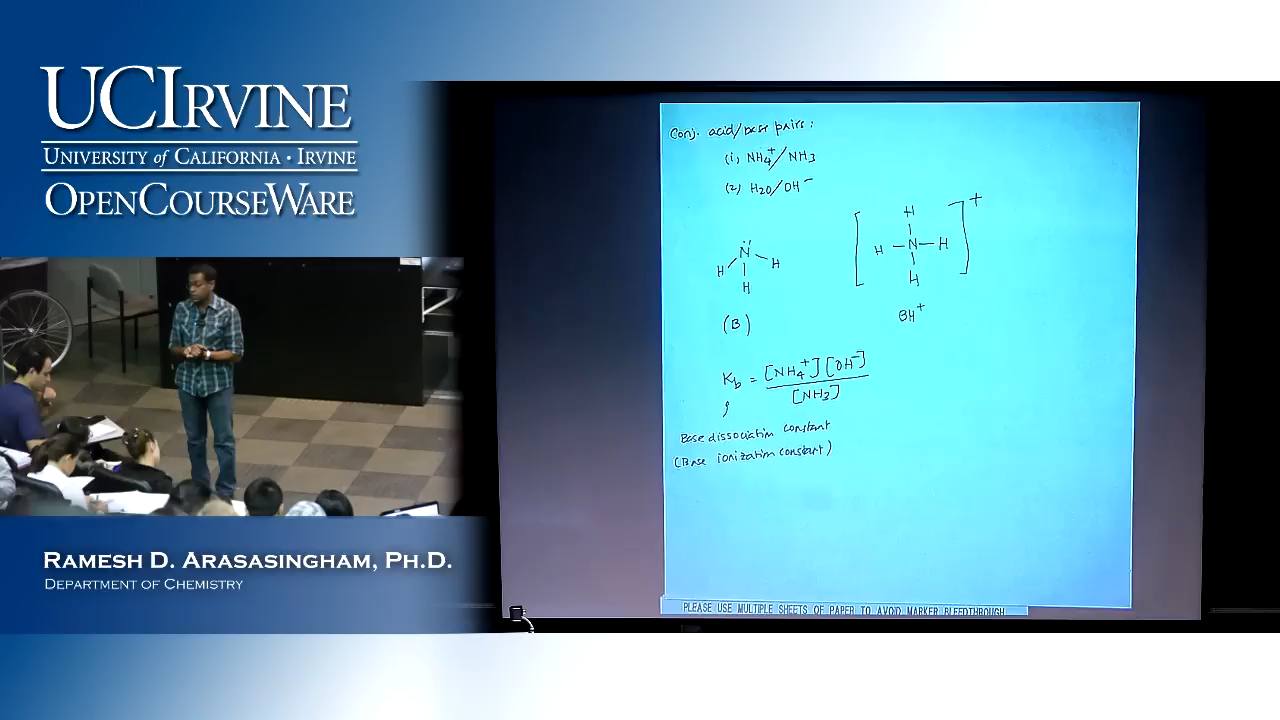 UCIRVINE
UNIVERSITY of CALIFORNIA · IRVINE
OPENCOURSEWARE
RAMESH D. ARASASINGHAM, PH.D.
DEPARTMENT OF CHEMISTRY
Conj. acid/base pairs:
(1) NH4+/NH3
(2) H2O/OH-
N
H H
H
(B)
[ H ]+
H - N - H
H
BH+
Kb = [NH4+][OH-]
[NH3]
Base dissociation constant
(Base ionization constant)
PLEASE USE MULTIPLE SHEETS OF PAPER TO AVOID MARKER BLEEDTHROUGH